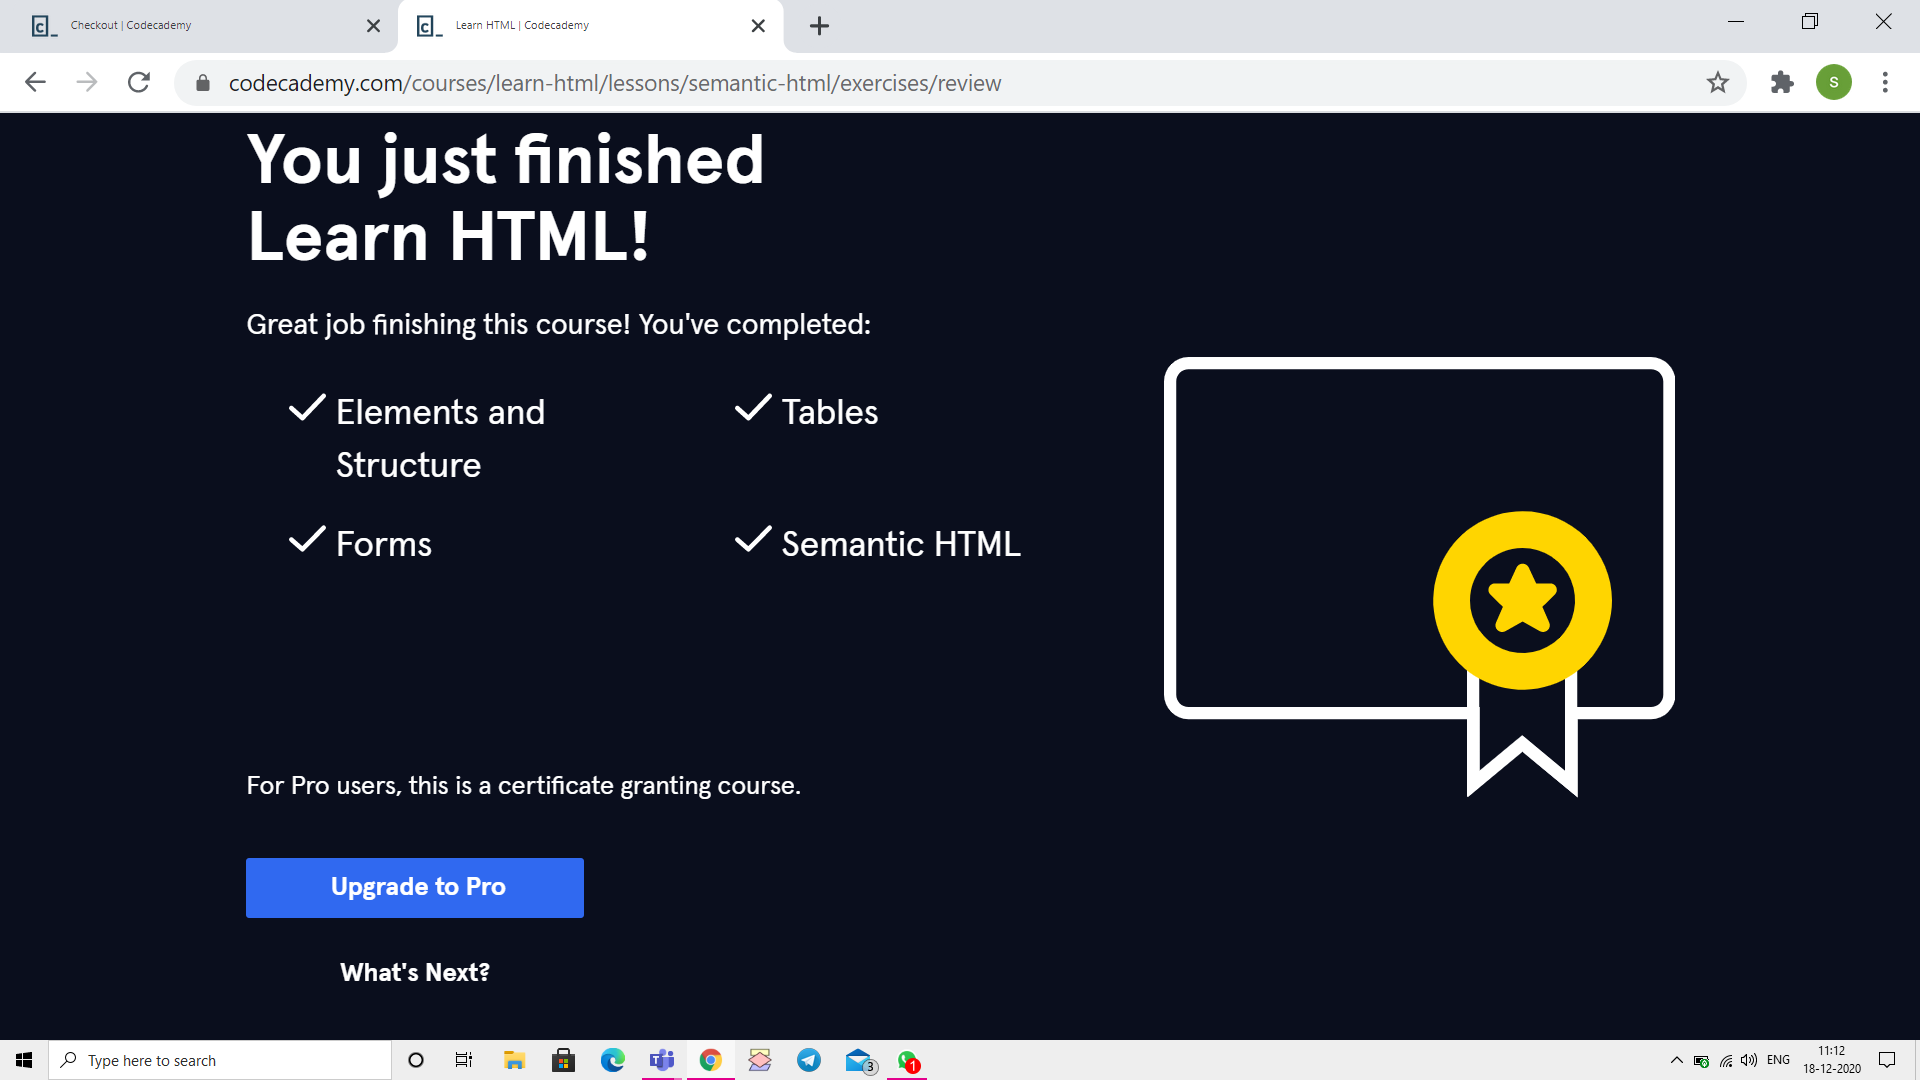 Checkout | Codecademy
Learn HTML | Codecademy
codecademy.com/courses/learn-html/lessons/semantic-html/exercises/review
S
You just finished
Learn HTML!
Great job finishing this course! You've completed:
Elements and
Structure
Tables
Forms
Semantic HTML
For Pro users, this is a certificate granting course.
Upgrade to Pro
What's Next?
Type here to search
3
1
ENG
11:12
18-12-2020